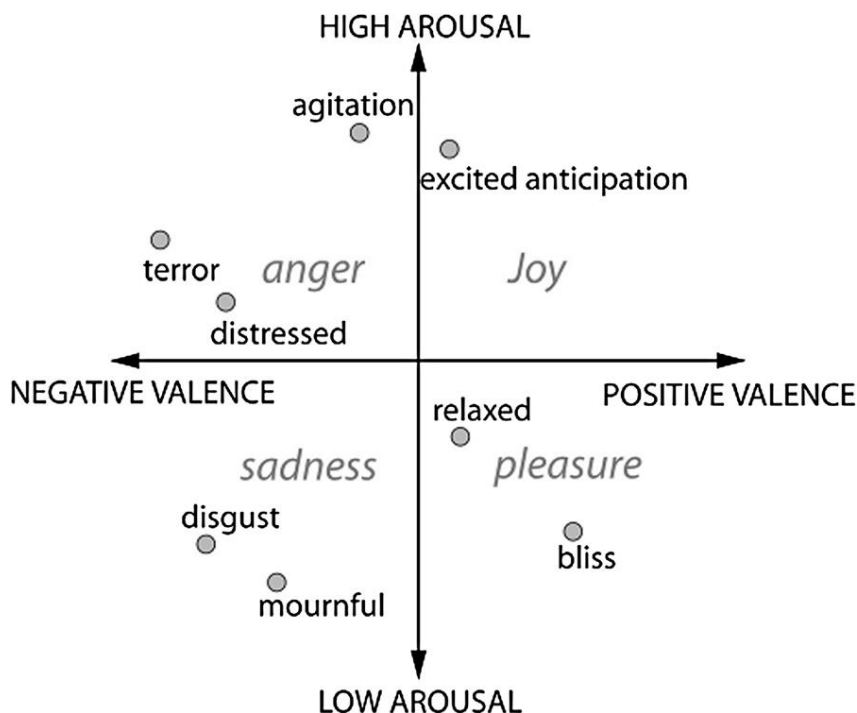 HIGH AROUSAL
agitation
excited anticipation
terror
anger
Joy
distressed
NEGATIVE VALENCE
POSITIVE VALENCE
relaxed
sadness
pleasure
disgust
bliss
mournful
LOW AROUSAL